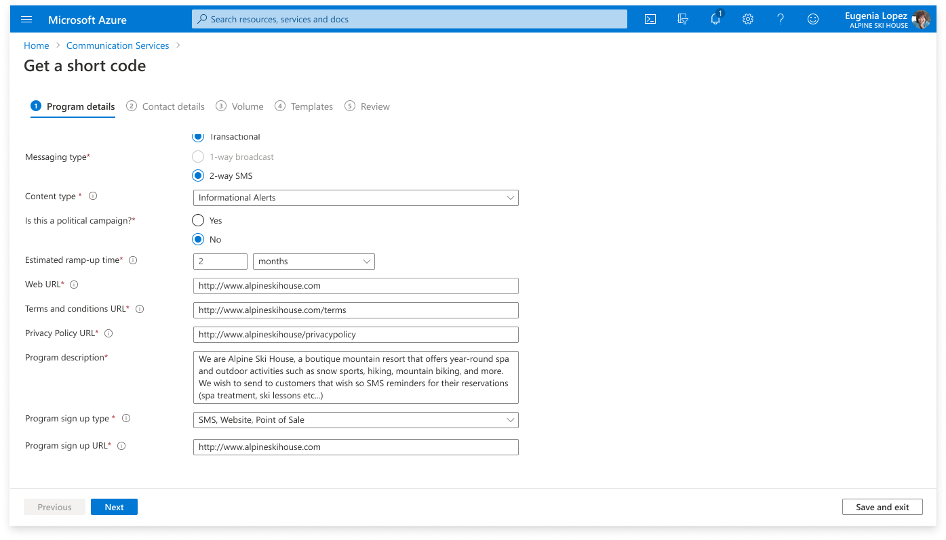 Microsoft Azure
Search resources, services and docs
1
Eugenia Lopez
ALPINE SKI HOUSE
Home > Communication Services >
Get a short code
1 Program details 2 Contact details 3 Volume 4 Templates 5 Review
Transactional
Messaging type*
1-way broadcast
2-way SMS
Content type * Informational Alerts
Is this a political campaign?* Yes
No
Estimated ramp-up time* 2 months
Web URL* http://www.alpineskihouse.com
Terms and conditions URL* http://www.alpineskihouse.com/terms
Privacy Policy URL* http://www.alpineskihouse/privacypolicy
Program description* We are Alpine Ski House, a boutique mountain resort that offers year-round spa
and outdoor activities such as snow sports, hiking, mountain biking, and more.
We wish to send to customers that wish so SMS reminders for their reservations
(spa treatment, ski lessons etc...)
Program sign up type * SMS, Website, Point of Sale
Program sign up URL* http://www.alpineskihouse.com
Previous Next Save and exit